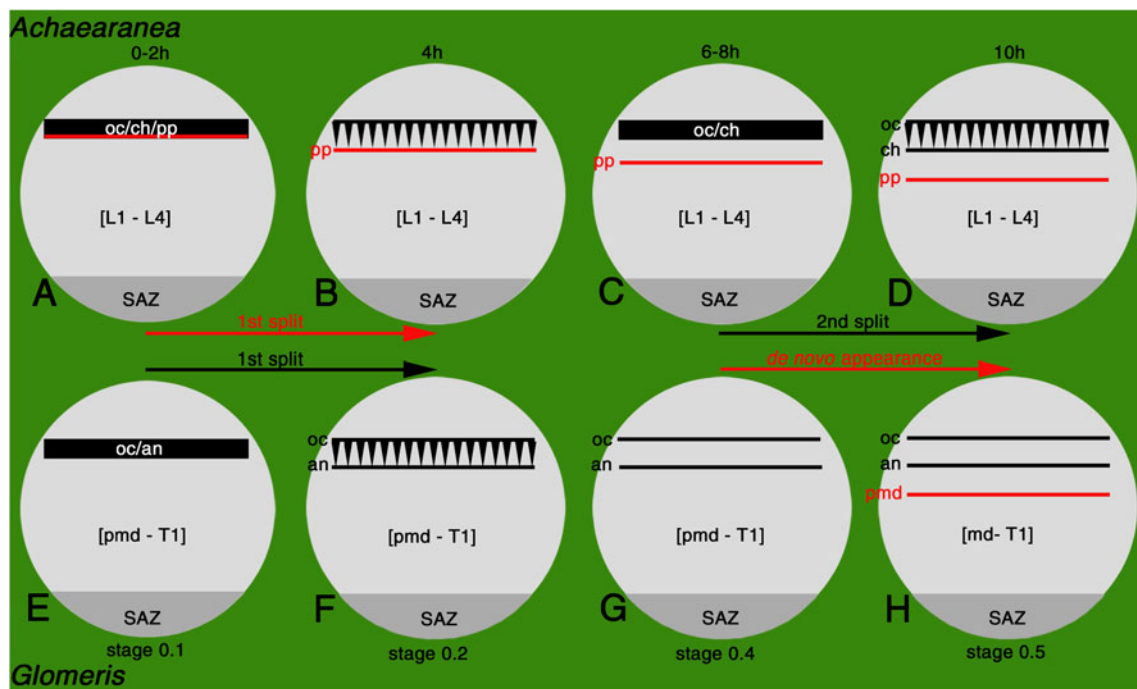 Achaearanea
0-2h 4h 6-8h 10h
oc/ch/pp
pp
oc/ch
pp
oc
ch
pp
[L1 - L4] [L1 - L4] [L1 - L4] [L1 - L4]
A SAZ B SAZ C SAZ D SAZ
1st split 2nd split
1st split de novo appearance
oc/an
oc
an
oc
an
oc
an
pmd
[pmd - T1] [pmd - T1] [pmd - T1] [md- T1]
E SAZ F SAZ G SAZ H SAZ
stage 0.1 stage 0.2 stage 0.4 stage 0.5
Glomeris